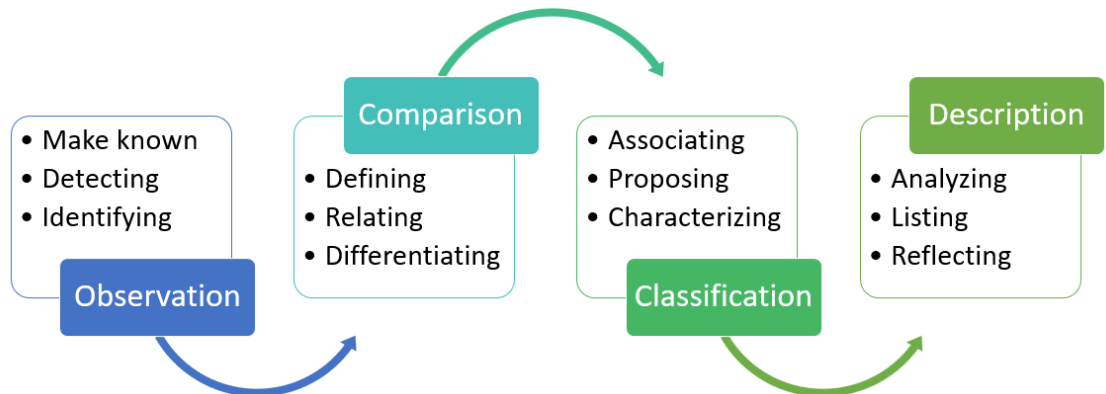 • Make known
• Detecting
• Identifying
Observation
Comparison
• Defining
• Relating
• Differentiating
• Associating
• Proposing
• Characterizing
Classification
Description
• Analyzing
• Listing
• Reflecting